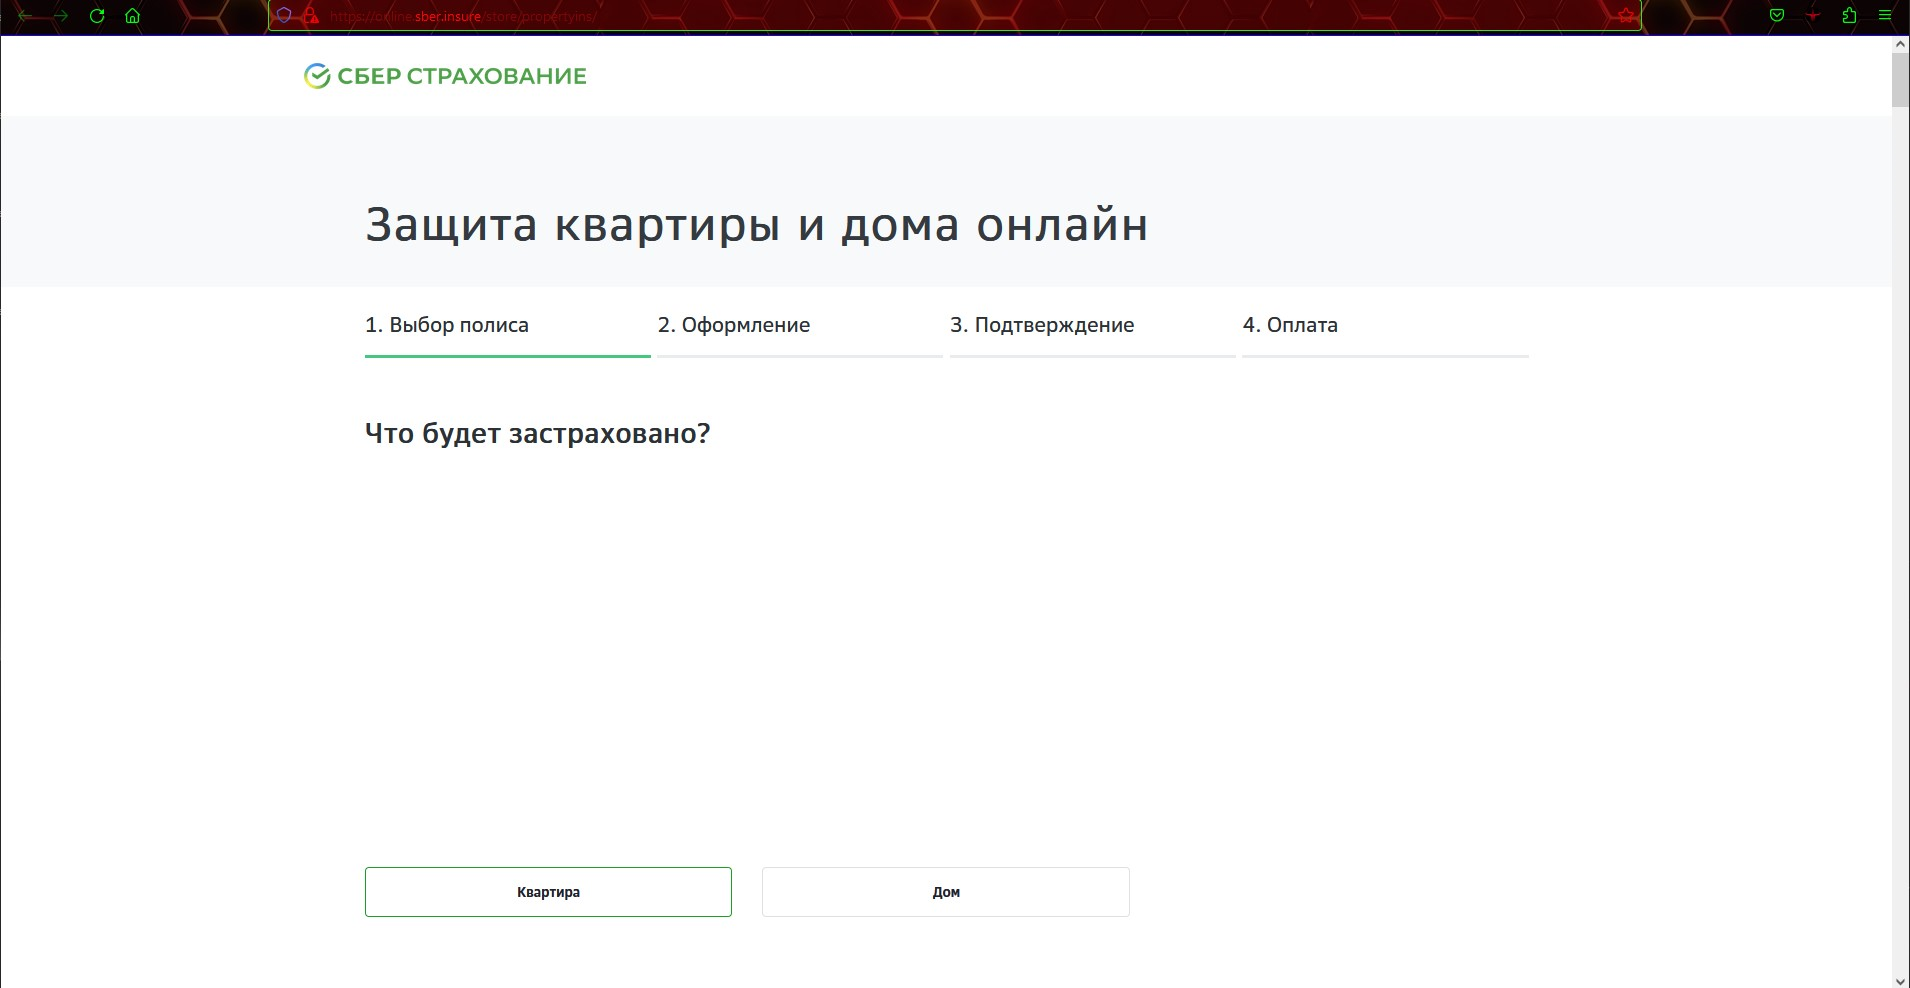 https://online.sber.insure/store/propertyins/
СБЕР СТРАХОВАНИЕ
Защита квартиры и дома онлайн
1. Выбор полиса
2. Оформление
3. Подтверждение
4. Оплата
Что будет застраховано?
Квартира
Дом